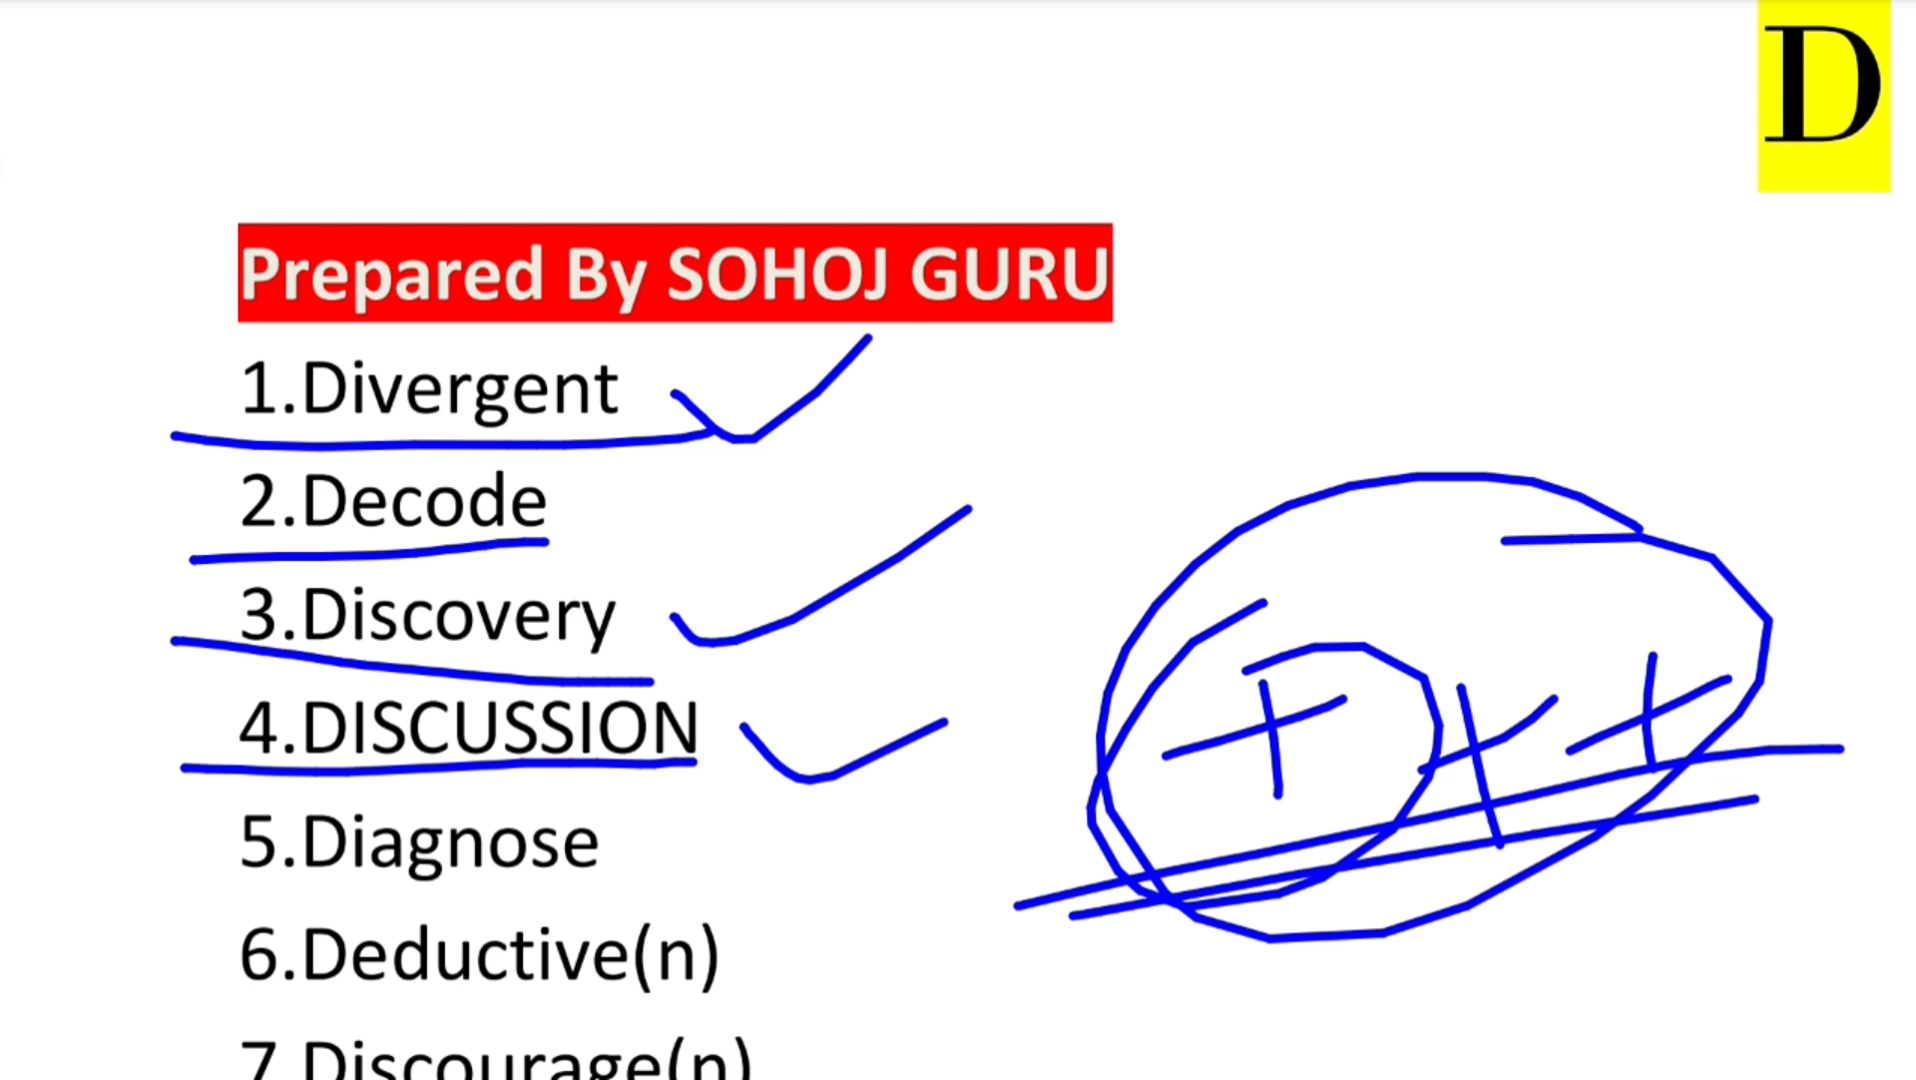 D
Prepared By SOHOJ GURU
1.Divergent
2.Decode
3.Discovery
4.DISCUSSION
5.Diagnose
6.Deductive(n)
7.Discourage(n)
+ + +